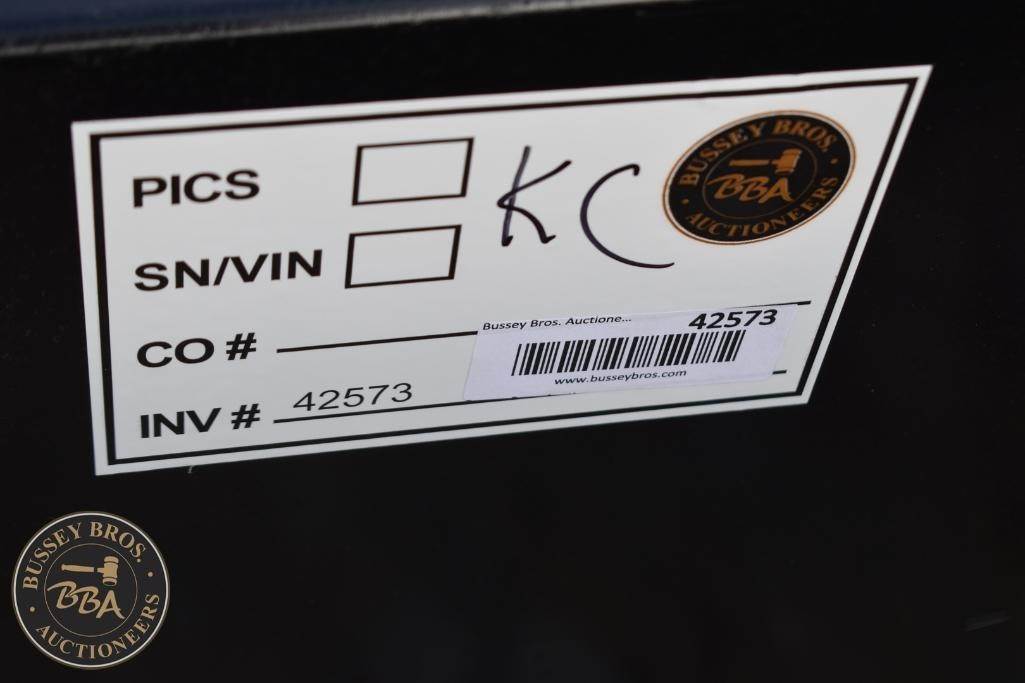 PICS
KC
BUSSEY BROS.
BBA
AUCTIONEERS
SN/VIN
CO #
Bussey Bros. Auctione... 42573
www.busseybros.com
INV # 42573
BUSSEY BROS.
BBA
AUCTIONEERS